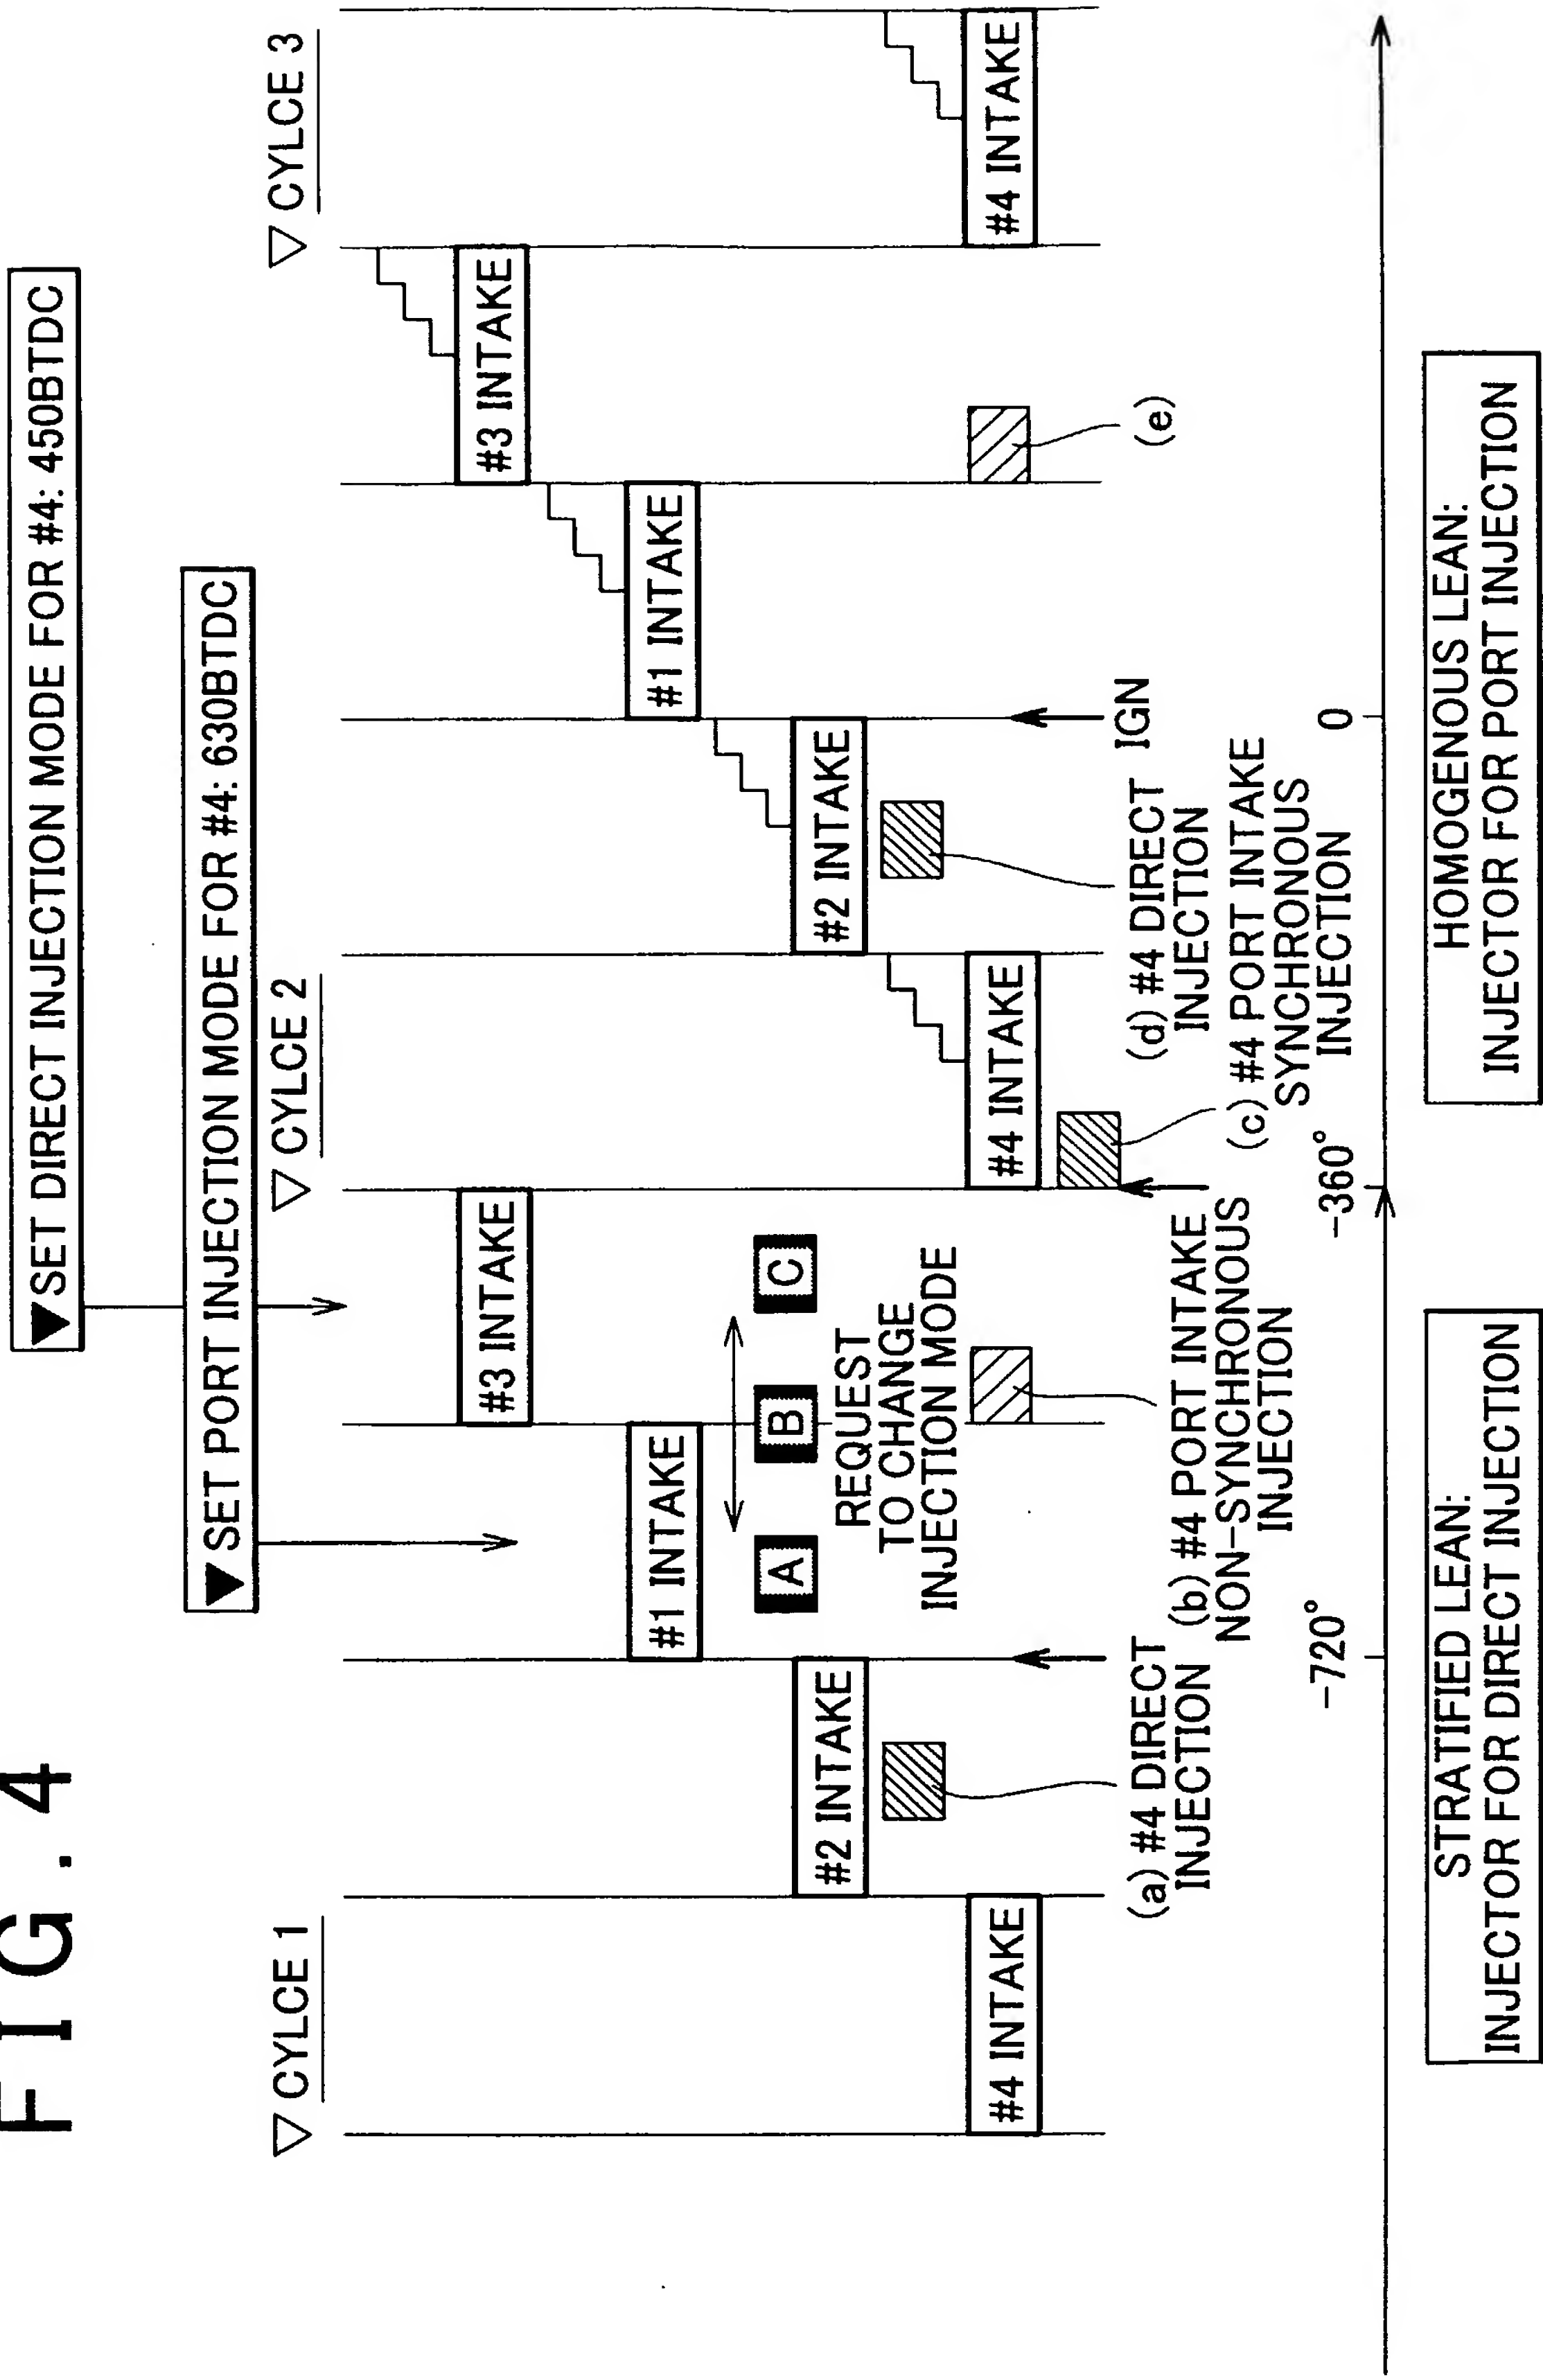 FIG. 4
▼SET DIRECT INJECTION MODE FOR #4: 450BTDC
▼SET PORT INJECTION MODE FOR #4: 630BTDC
▽ CYLCE 1
▽ CYLCE 2
▽ CYLCE 3
#3 INTAKE
#3 INTAKE
#1 INTAKE
#1 INTAKE
A
B
C
REQUEST
TO CHANGE
INJECTION MODE
#2 INTAKE
#2 INTAKE
#4 INTAKE
#4 INTAKE
#4 INTAKE
(a) #4 DIRECT
INJECTION
(b) #4 PORT INTAKE
NON-SYNCHRONOUS
INJECTION
(c) #4 PORT INTAKE
SYNCHRONOUS
INJECTION
(d) #4 DIRECT
INJECTION
IGN
(e)
-720°
-360°
0
STRATIFIED LEAN:
INJECTOR FOR DIRECT INJECTION
HOMOGENOUS LEAN:
INJECTOR FOR PORT INJECTION